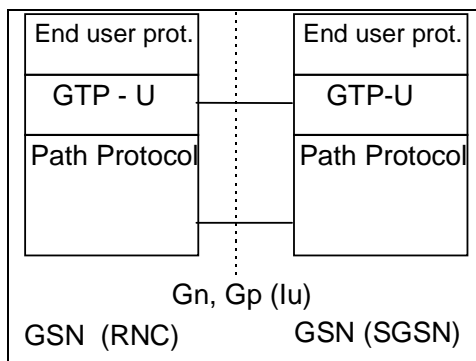 End user prot.
End user prot.
GTP - U
GTP-U
Path Protocol
Path Protocol
Gn, Gp (Iu)
GSN (RNC)
GSN (SGSN)